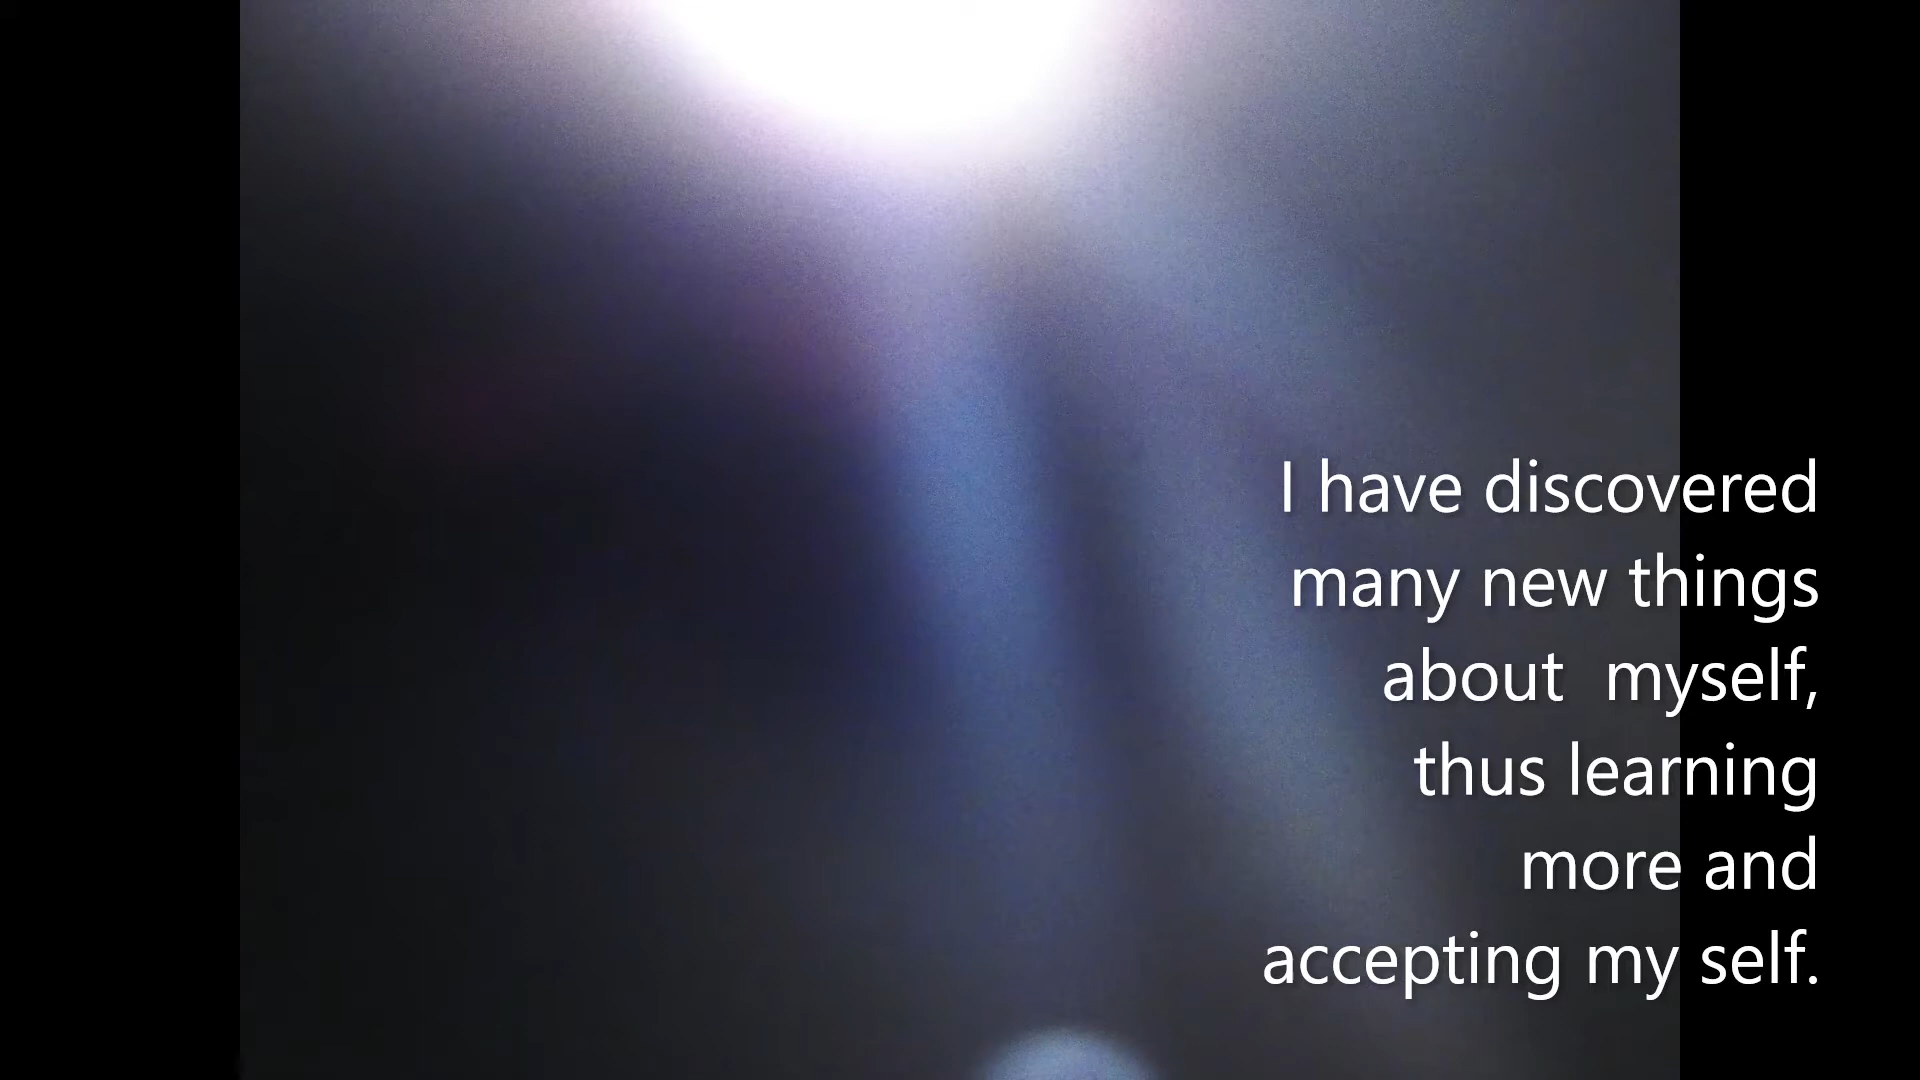 I have discovered
many new things
about  myself,
thus learning
more and
accepting my self.